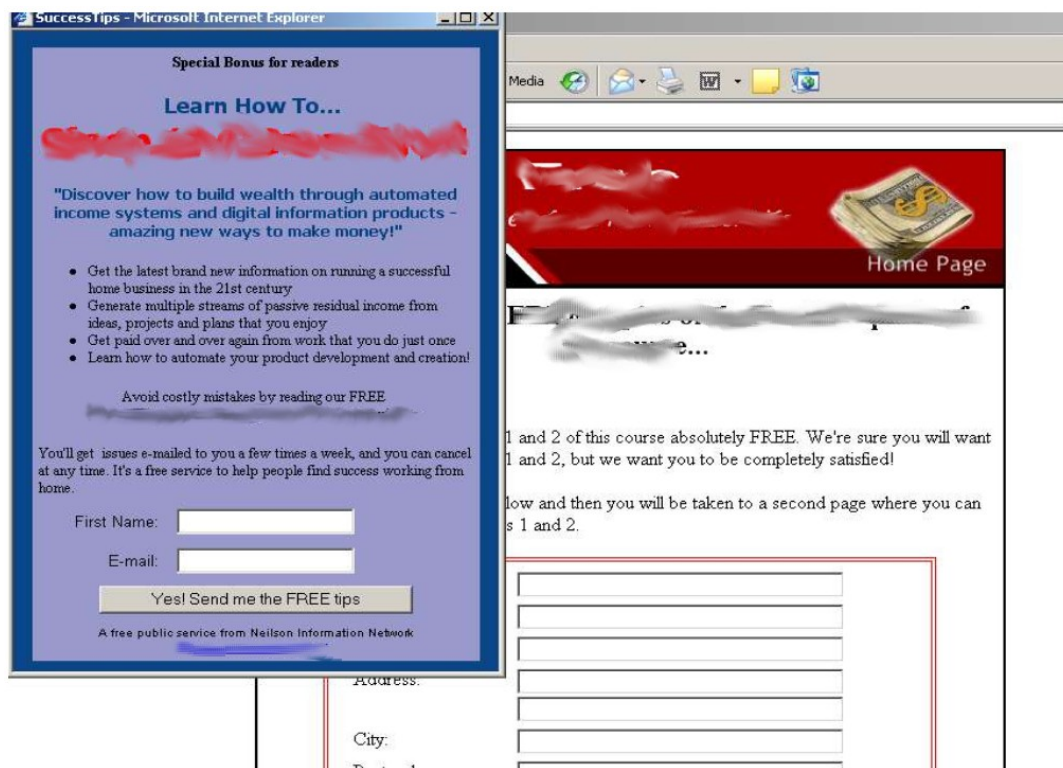 SuccessTips - Microsoft Internet Explorer
Special Bonus for readers
Learn How To...
"Discover how to build wealth through automated
income systems and digital information products -
amazing new ways to make money!"
• Get the latest brand new information on running a successful
home business in the 21st century
• Generate multiple streams of passive residual income from
ideas, projects and plans that you enjoy
• Get paid over and over again from work that you do just once
• Learn how to automate your product development and creation!
Avoid costly mistakes by reading our FREE
You'll get issues e-mailed to you a few times a week, and you can cancel
at any time. It's a free service to help people find success working from
home.
First Name:
E-mail:
Yes! Send me the FREE tips
A free public service from Neilson Information Network
Media
Home Page
1 and 2 of this course absolutely FREE. We're sure you will want
1 and 2, but we want you to be completely satisfied!
low and then you will be taken to a second page where you can
s 1 and 2.
Address:
City: